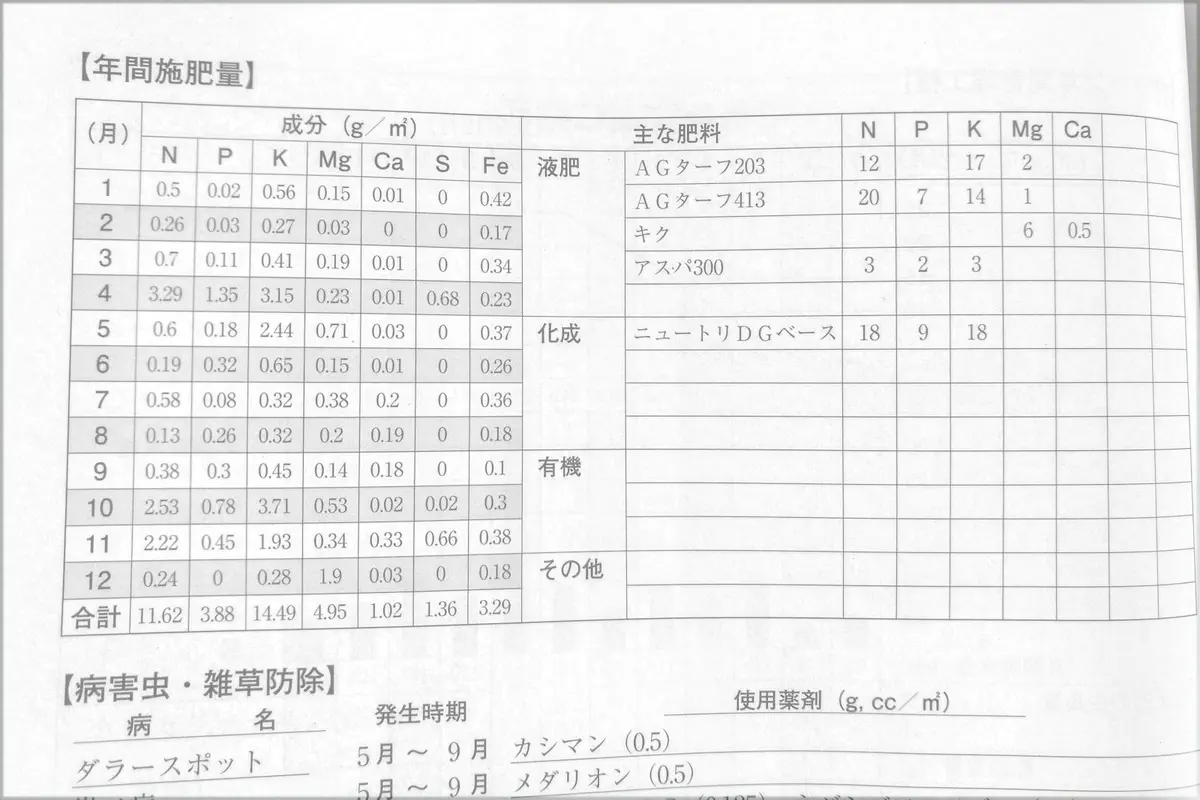 【年間施肥量】
(月) 成分 (g/㎡) 主な肥料 N P K Mg Ca
N P K Mg Ca S Fe 液肥 AGターフ203 12 17 2
1 0.5 0.02 0.56 0.15 0.01 0 0.42 AGターフ413 20 7 14 1
2 0.26 0.03 0.27 0.03 0 0 0.17 キク 6 0.5
3 0.7 0.11 0.41 0.19 0.01 0 0.34 アスパ300 3 2 3
4 3.29 1.35 3.15 0.23 0.01 0.68 0.23
5 0.6 0.18 2.44 0.71 0.03 0 0.37 化成 ニュートリDGベース 18 9 18
6 0.19 0.32 0.65 0.15 0.01 0 0.26
7 0.58 0.08 0.32 0.38 0.2 0 0.36
8 0.13 0.26 0.32 0.2 0.19 0 0.18
9 0.38 0.3 0.45 0.14 0.18 0 0.1 有機
10 2.53 0.78 3.71 0.53 0.02 0.02 0.3
11 2.22 0.45 1.93 0.34 0.33 0.66 0.38
12 0.24 0 0.28 1.9 0.03 0 0.18 その他
合計 11.62 3.88 14.49 4.95 1.02 1.36 3.29
【病害虫・雑草防除】
病名 発生時期 使用薬剤 (g, cc/㎡)
ダラースポット 5月〜9月 カシマン (0.5)
5月〜9月 メダリオン (0.5)